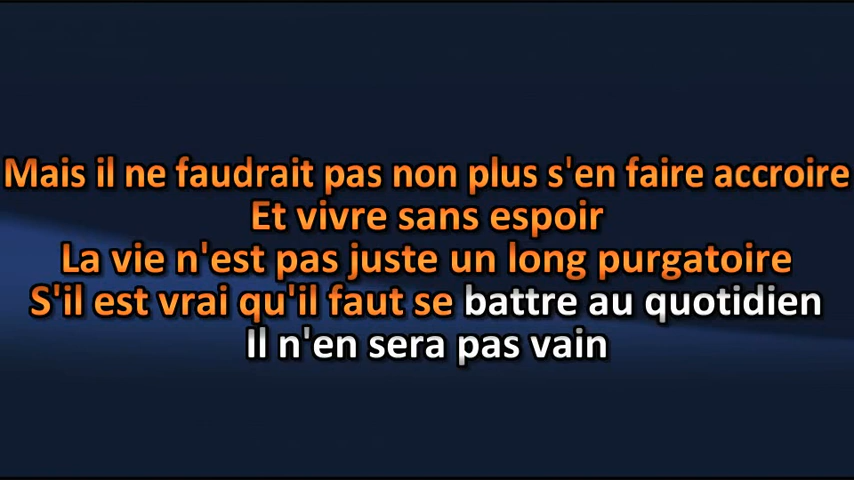 Mais il ne faudrait pas non plus s'en faire accroire
Et vivre sans espoir
La vie n'est pas juste un long purgatoire
S'il est vrai qu'il faut se battre au quotidien
Il n'en sera pas vain